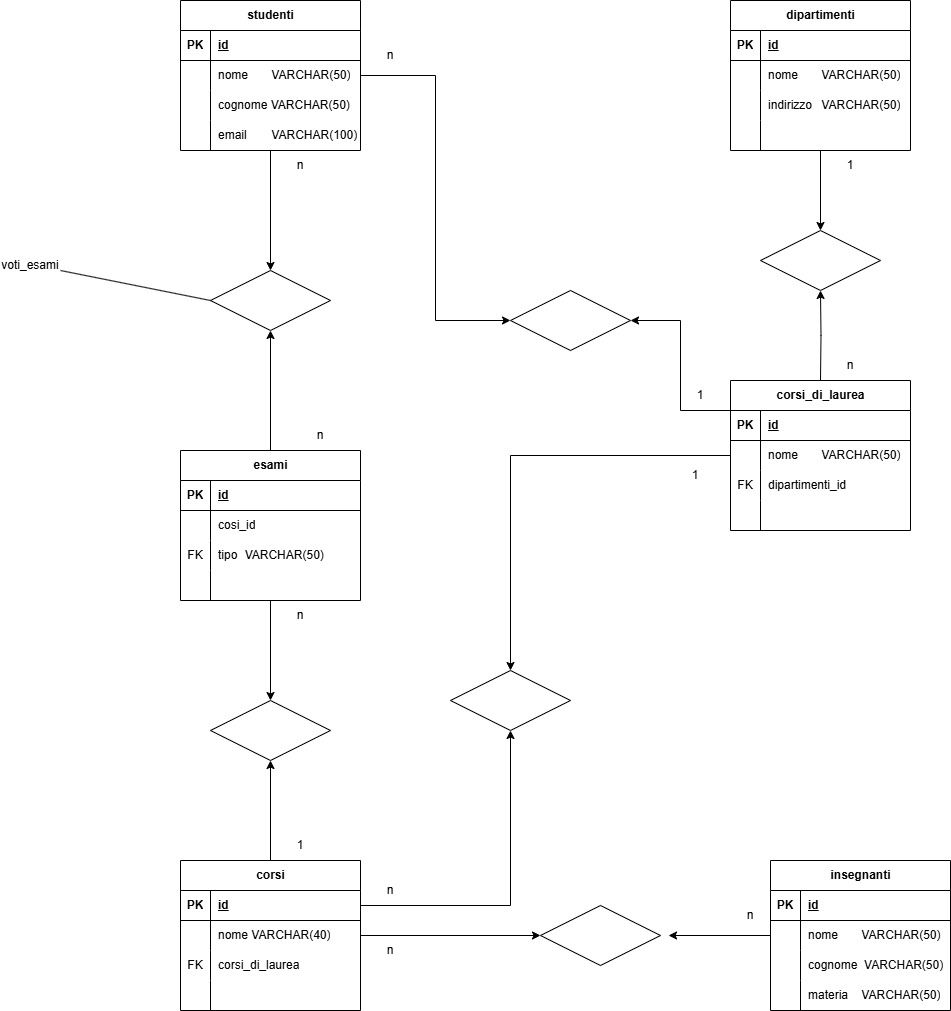 studenti
PK id
nome VARCHAR(50)
cognome VARCHAR(50)
email VARCHAR(100)
n
n
dipartimenti
PK id
nome VARCHAR(50)
indirizzo VARCHAR(50)
1
voti_esami
n
corsi_di_laurea
PK id
nome VARCHAR(50)
FK dipartimenti_id
1
1
n
esami
PK id
cosi_id
FK tipo VARCHAR(50)
n
1
corsi
PK id
nome VARCHAR(40)
FK corsi_di_laurea
n
n
n
insegnanti
PK id
nome VARCHAR(50)
cognome VARCHAR(50)
materia VARCHAR(50)